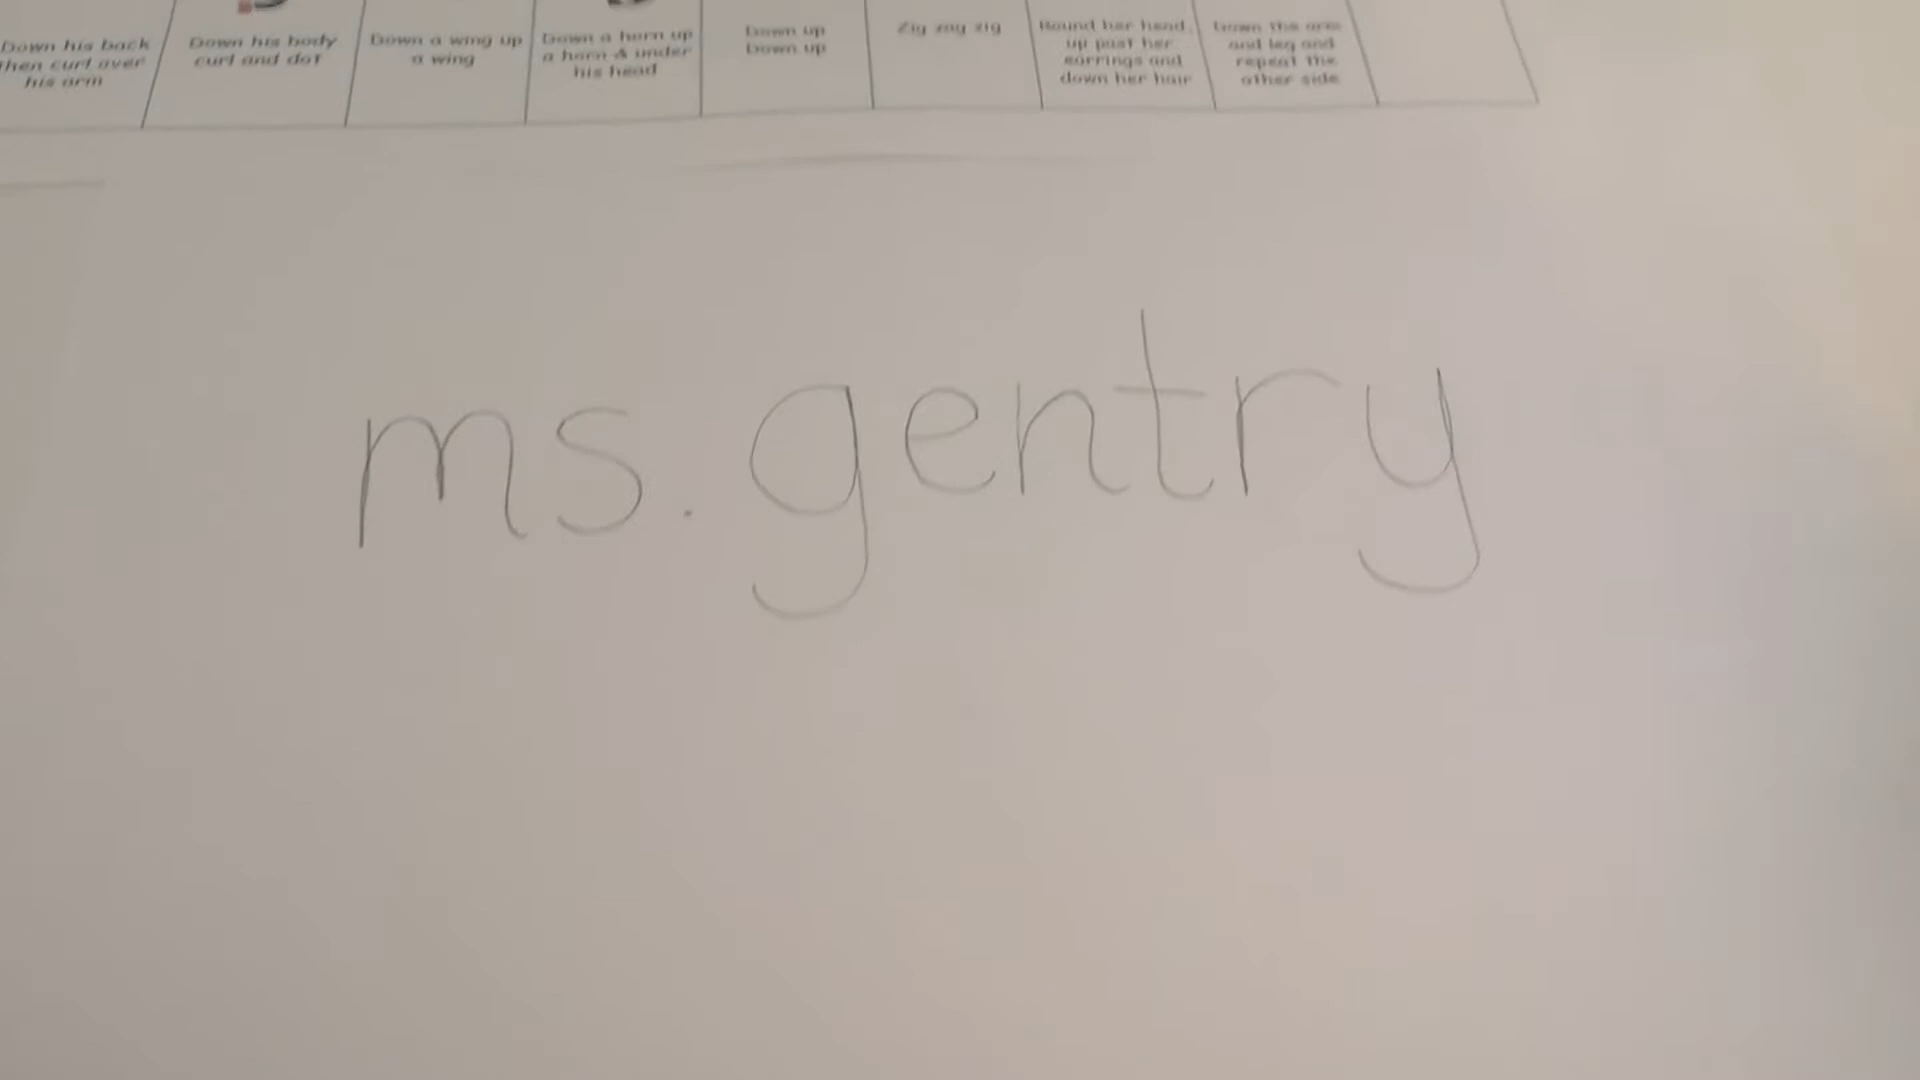 Down his back then curl over his arm
Down his body curl and dot
Down a wing up a wing
Down a horn up a horn & under his head
Down up Down up
Zig zag zig
Round her head, up past her earrings and down her hair
Down the arm and leg and repeat the other side
ms. gentry